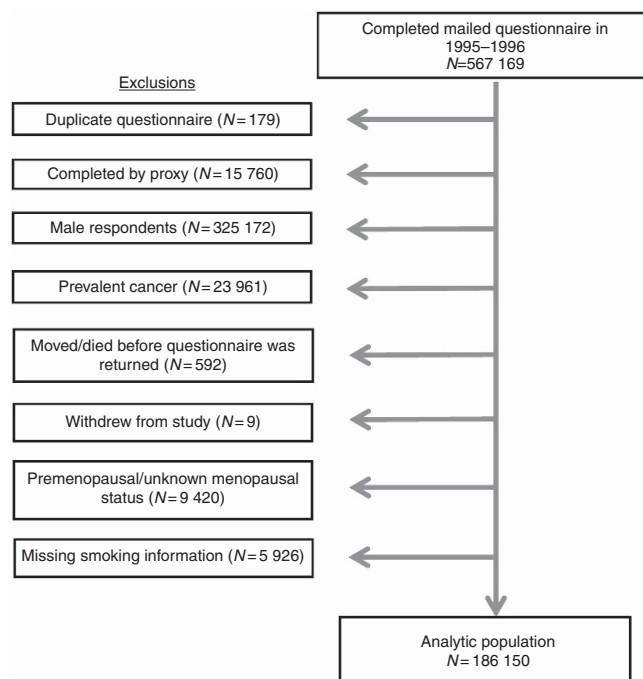 Completed mailed questionnaire in
1995–1996
N=567 169
Exclusions
Duplicate questionnaire (N=179)
Completed by proxy (N=15 760)
Male respondents (N=325 172)
Prevalent cancer (N=23 961)
Moved/died before questionnaire was
returned (N=592)
Withdrew from study (N=9)
Premenopausal/unknown menopausal
status (N=9 420)
Missing smoking information (N=5 926)
Analytic population
N=186 150